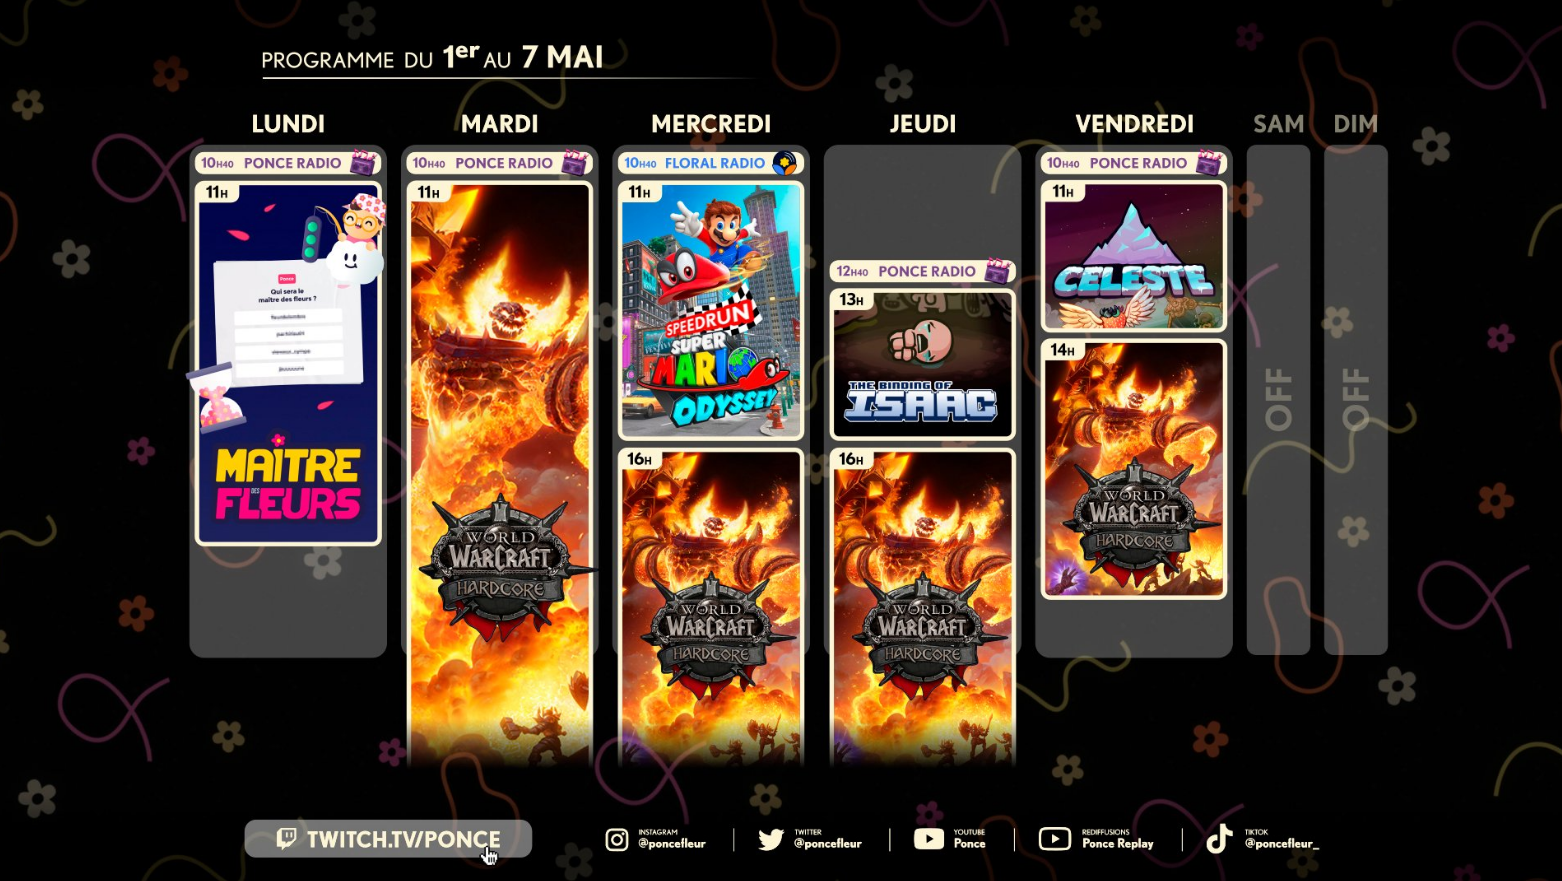 PROGRAMME DU 1er AU 7 MAI
LUNDI
10H40 PONCE RADIO
11H
Ponce
Qui sera le
maître des fleurs ?
MAÎTRE
DES
FLEURS
MARDI
10H40 PONCE RADIO
11H
WORLD
WARCRAFT
HARDCORE
MERCREDI
10H40 FLORAL RADIO
11H
SPEEDRUN
SUPER
MARIO
ODYSSEY
16H
WORLD
WARCRAFT
HARDCORE
JEUDI
12H40 PONCE RADIO
13H
THE BINDING OF
ISAAC
16H
WORLD
WARCRAFT
HARDCORE
VENDREDI
10H40 PONCE RADIO
11H
CELESTE
14H
WORLD
WARCRAFT
HARDCORE
SAM
OFF
DIM
OFF
TWITCH.TV/PONCE
INSTAGRAM
@poncefleur
TWITTER
@poncefleur
YOUTUBE
Ponce
REDIFFUSIONS
Ponce Replay
TIKTOK
@poncefleur_